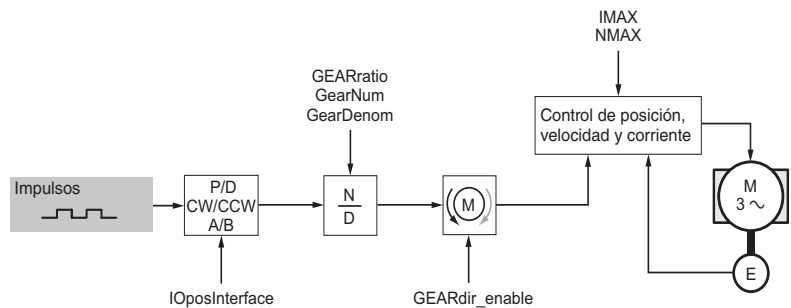 IMAX
NMAX
GEARratio
GearNum
GearDenom
Control de posición,
velocidad y corriente
Impulsos
P/D
CW/CCW
A/B
N
D
M
M
3 ~
E
IOposInterface
GEARdir_enable